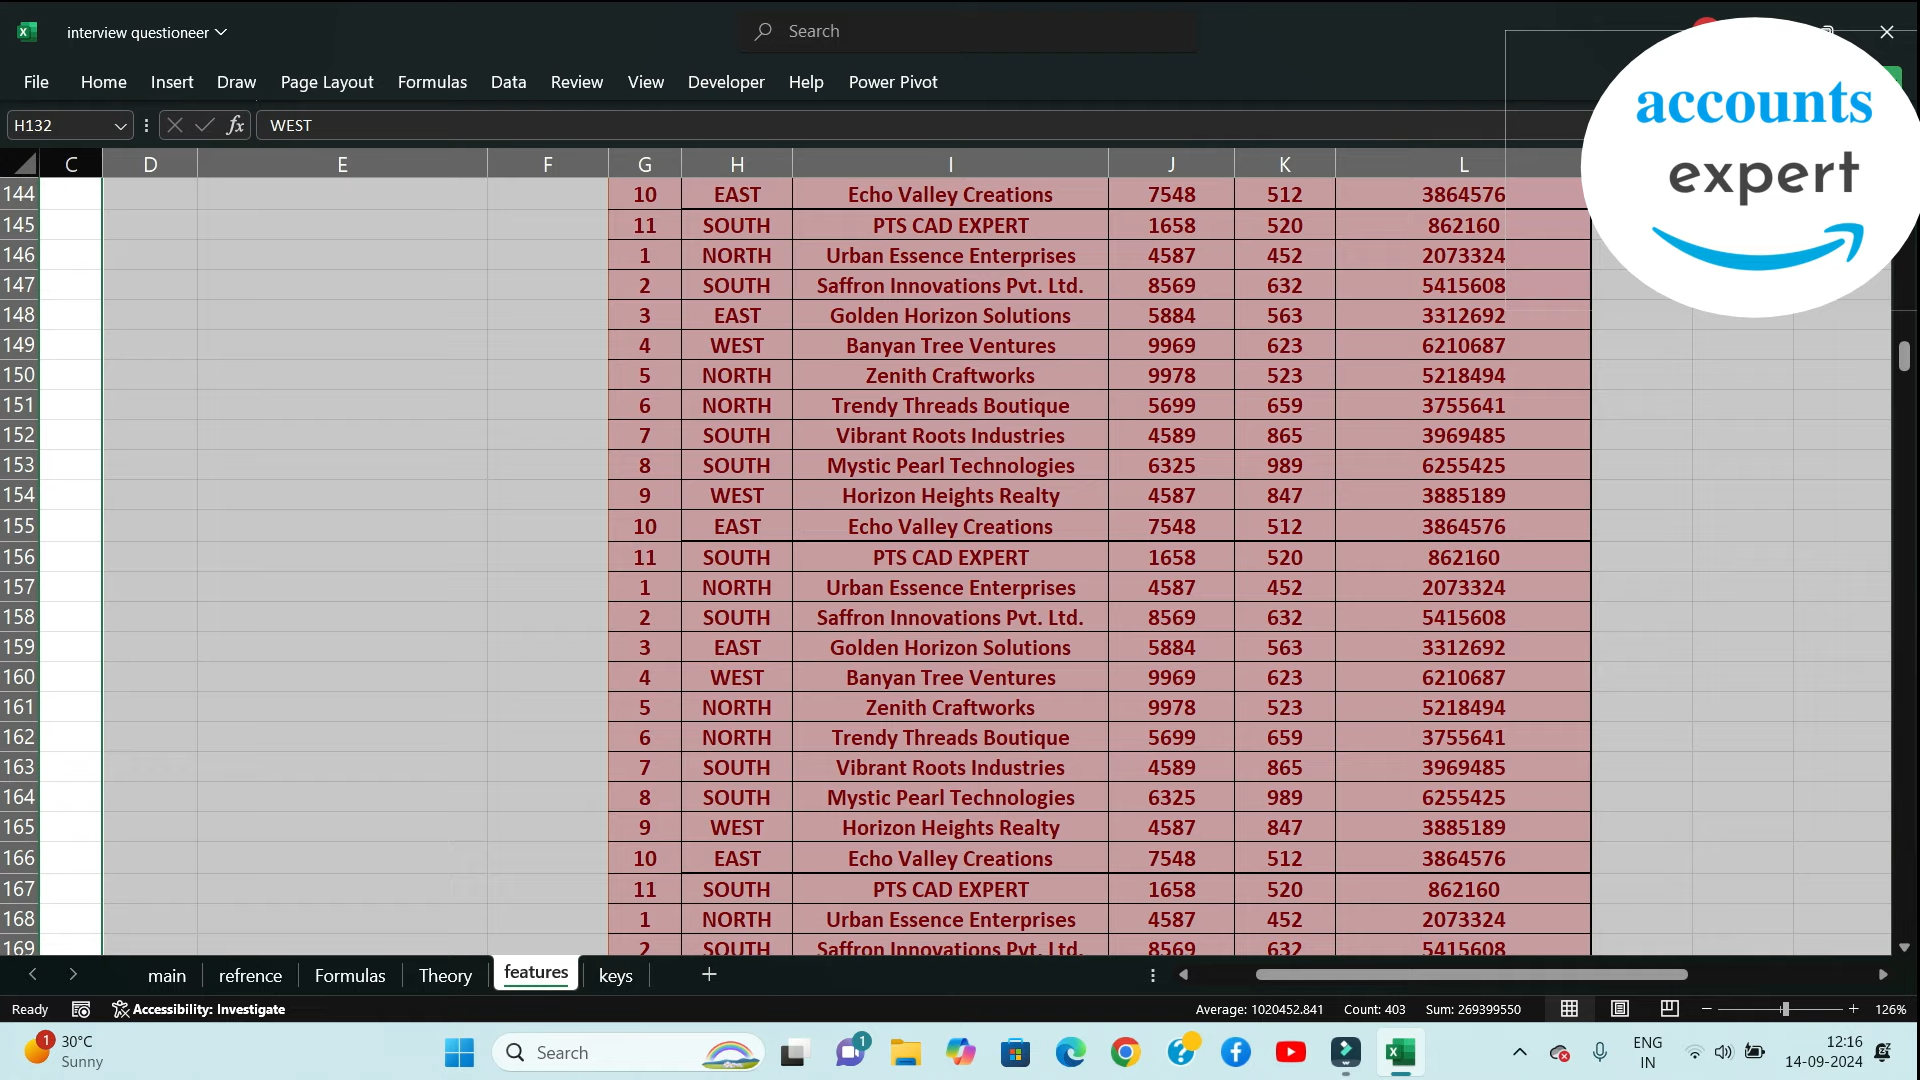 interview questioneer
Search
File Home Insert Draw Page Layout Formulas Data Review View Developer Help Power Pivot
H132 fx WEST
accounts
expert
C D E F G H I J K L
144 10 EAST Echo Valley Creations 7548 512 3864576
145 11 SOUTH PTS CAD EXPERT 1658 520 862160
146 1 NORTH Urban Essence Enterprises 4587 452 2073324
147 2 SOUTH Saffron Innovations Pvt. Ltd. 8569 632 5415608
148 3 EAST Golden Horizon Solutions 5884 563 3312692
149 4 WEST Banyan Tree Ventures 9969 623 6210687
150 5 NORTH Zenith Craftworks 9978 523 5218494
151 6 NORTH Trendy Threads Boutique 5699 659 3755641
152 7 SOUTH Vibrant Roots Industries 4589 865 3969485
153 8 SOUTH Mystic Pearl Technologies 6325 989 6255425
154 9 WEST Horizon Heights Realty 4587 847 3885189
155 10 EAST Echo Valley Creations 7548 512 3864576
156 11 SOUTH PTS CAD EXPERT 1658 520 862160
157 1 NORTH Urban Essence Enterprises 4587 452 2073324
158 2 SOUTH Saffron Innovations Pvt. Ltd. 8569 632 5415608
159 3 EAST Golden Horizon Solutions 5884 563 3312692
160 4 WEST Banyan Tree Ventures 9969 623 6210687
161 5 NORTH Zenith Craftworks 9978 523 5218494
162 6 NORTH Trendy Threads Boutique 5699 659 3755641
163 7 SOUTH Vibrant Roots Industries 4589 865 3969485
164 8 SOUTH Mystic Pearl Technologies 6325 989 6255425
165 9 WEST Horizon Heights Realty 4587 847 3885189
166 10 EAST Echo Valley Creations 7548 512 3864576
167 11 SOUTH PTS CAD EXPERT 1658 520 862160
168 1 NORTH Urban Essence Enterprises 4587 452 2073324
169 2 SOUTH Saffron Innovations Pvt. Ltd. 8569 632 5415608
main refrence Formulas Theory features keys
Ready Accessibility: Investigate Average: 1020452.841 Count: 403 Sum: 269399550 126%
1 30°C Search 1 ENG 12:16
Sunny IN 14-09-2024